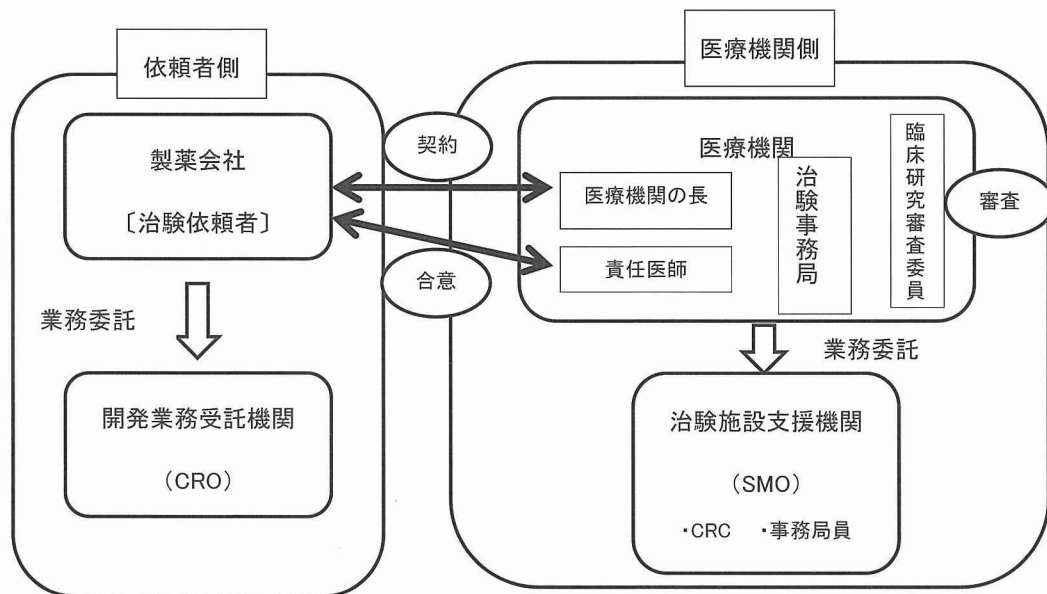 依頼者側
製薬会社
〔治験依頼者〕
業務委託
開発業務受託機関
（CRO）
契約
合意
医療機関側
医療機関
医療機関の長
責任医師
治験事務局
臨床研究審査委員
審査
業務委託
治験施設支援機関
（SMO）
・CRC　・事務局員